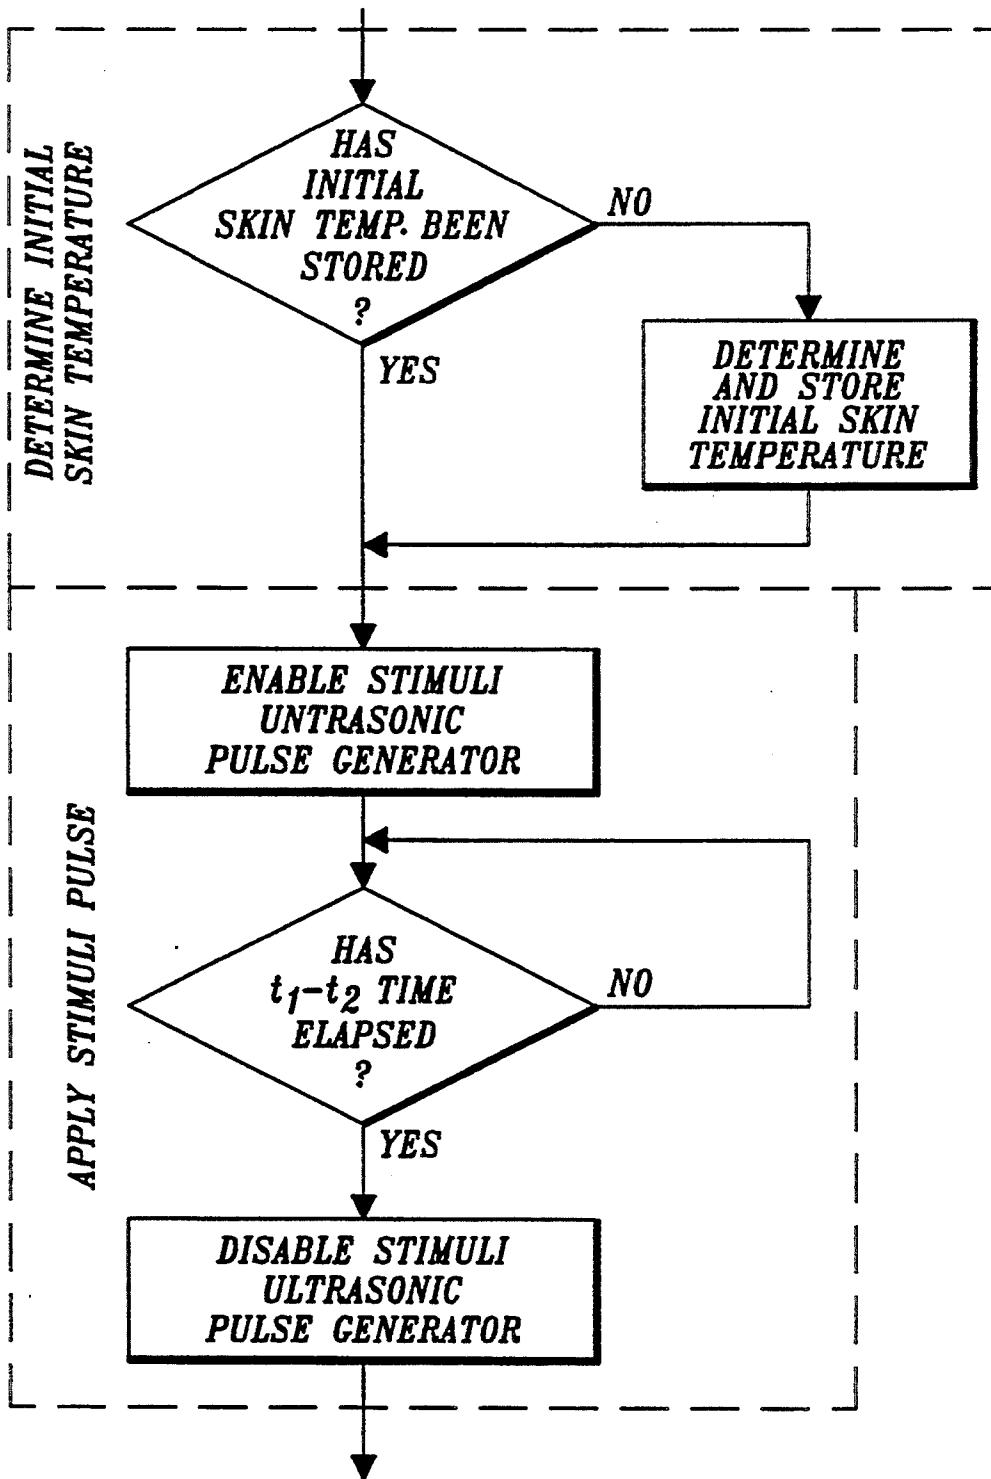 DETERMINE INITIAL
SKIN TEMPERATURE
HAS
INITIAL
SKIN TEMP. BEEN
STORED
?
NO
YES
DETERMINE
AND STORE
INITIAL SKIN
TEMPERATURE
APPLY STIMULI PULSE
ENABLE STIMULI
UNTRASONIC
PULSE GENERATOR
HAS
t₁-t₂ TIME
ELAPSED
?
NO
YES
DISABLE STIMULI
ULTRASONIC
PULSE GENERATOR